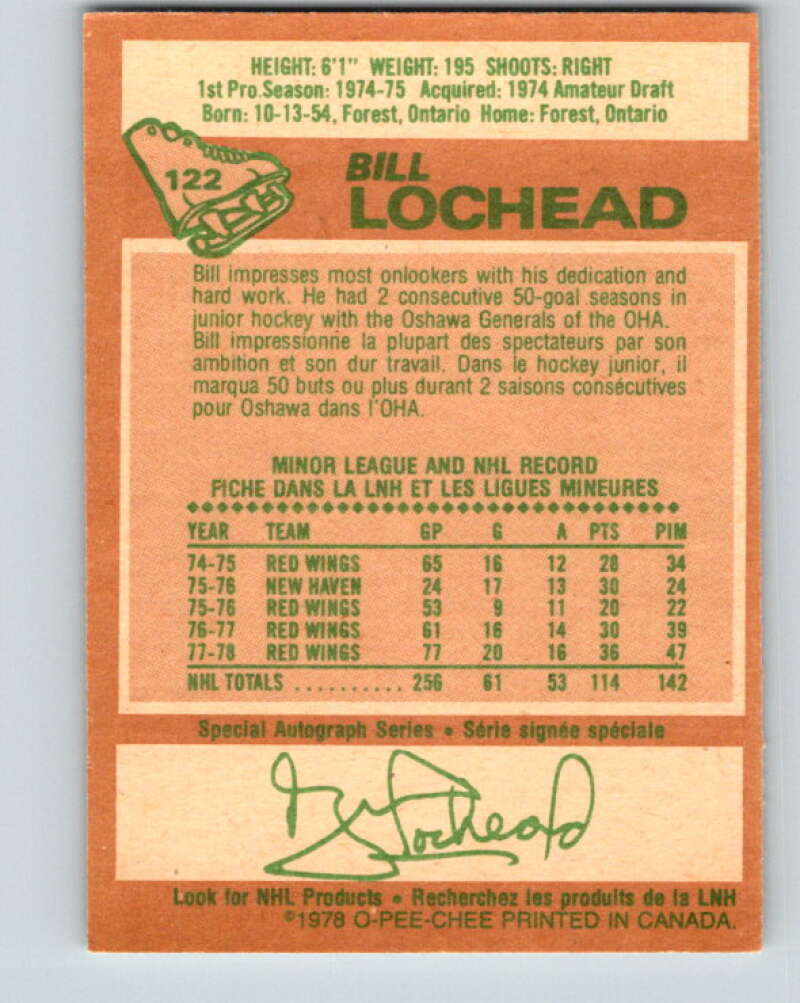 HEIGHT: 6'1" WEIGHT: 195 SHOOTS: RIGHT
1st Pro.Season: 1974-75 Acquired: 1974 Amateur Draft
Born: 10-13-54, Forest, Ontario Home: Forest, Ontario
122
BILL
LOCHEAD
Bill impresses most onlookers with his dedication and
hard work. He had 2 consecutive 50-goal seasons in
junior hockey with the Oshawa Generals of the OHA.
Bill impressionne la plupart des spectateurs par son
ambition et son dur travail. Dans le hockey junior, il
marqua 50 buts ou plus durant 2 saisons consécutives
pour Oshawa dans l'OHA.
MINOR LEAGUE AND NHL RECORD
FICHE DANS LA LNH ET LES LIGUES MINEURES
YEAR TEAM GP G A PTS PIM
74-75 RED WINGS 65 16 12 28 34
75-76 NEW HAVEN 24 17 13 30 24
75-76 RED WINGS 53 9 11 20 22
76-77 RED WINGS 61 16 14 30 39
77-78 RED WINGS 77 20 16 36 47
NHL TOTALS .......... 256 61 53 114 142
Special Autograph Series • Série signée spéciale
Bill Lochead
Look for NHL Products • Recherchez les produits de la LNH
©1978 O-PEE-CHEE PRINTED IN CANADA.